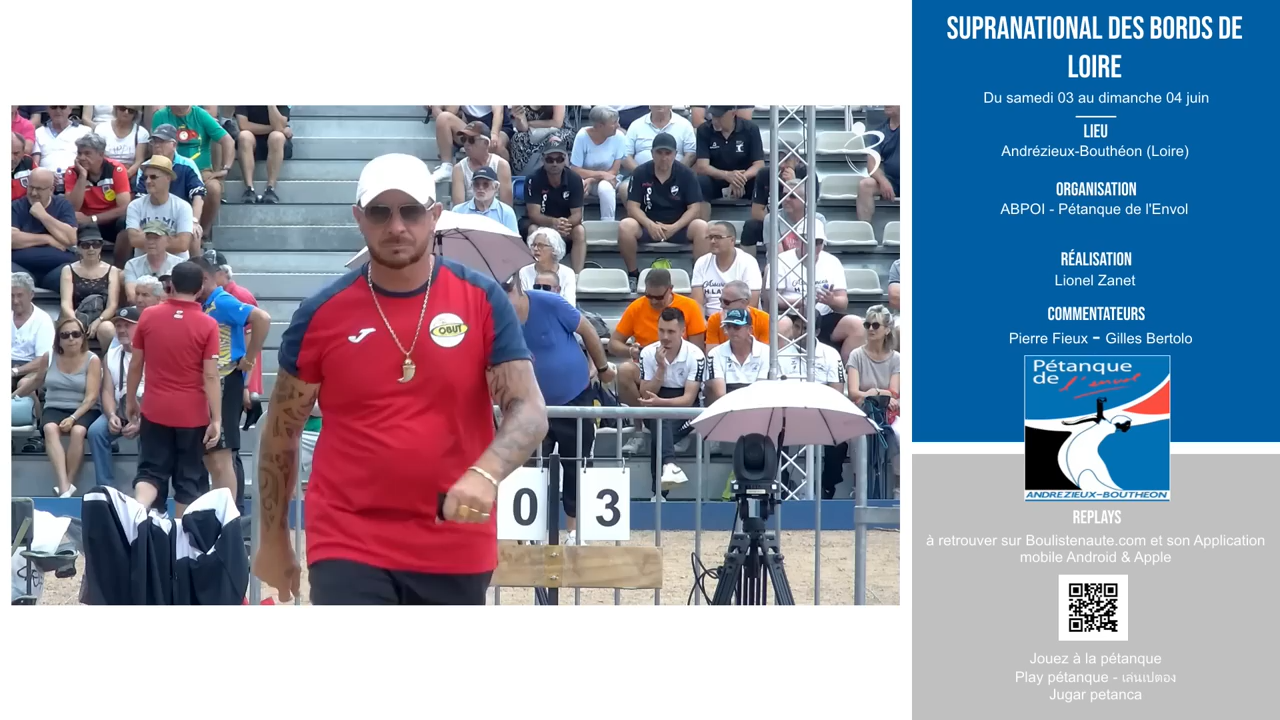 SUPRANATIONAL DES BORDS DE
LOIRE
Du samedi 03 au dimanche 04 juin
LIEU
Andrézieux-Bouthéon (Loire)
ORGANISATION
ABPOI - Pétanque de l'Envol
RÉALISATION
Lionel Zanet
COMMENTATEURS
Pierre Fieux - Gilles Bertolo
Pétanque
de l'envol
ANDREZIEUX-BOUTHEON
REPLAYS
à retrouver sur Boulistenaute.com et son Application
mobile Android & Apple
Jouez à la pétanque
Play pétanque - เล่นเปตอง
Jugar petanca
OBUT
0 3